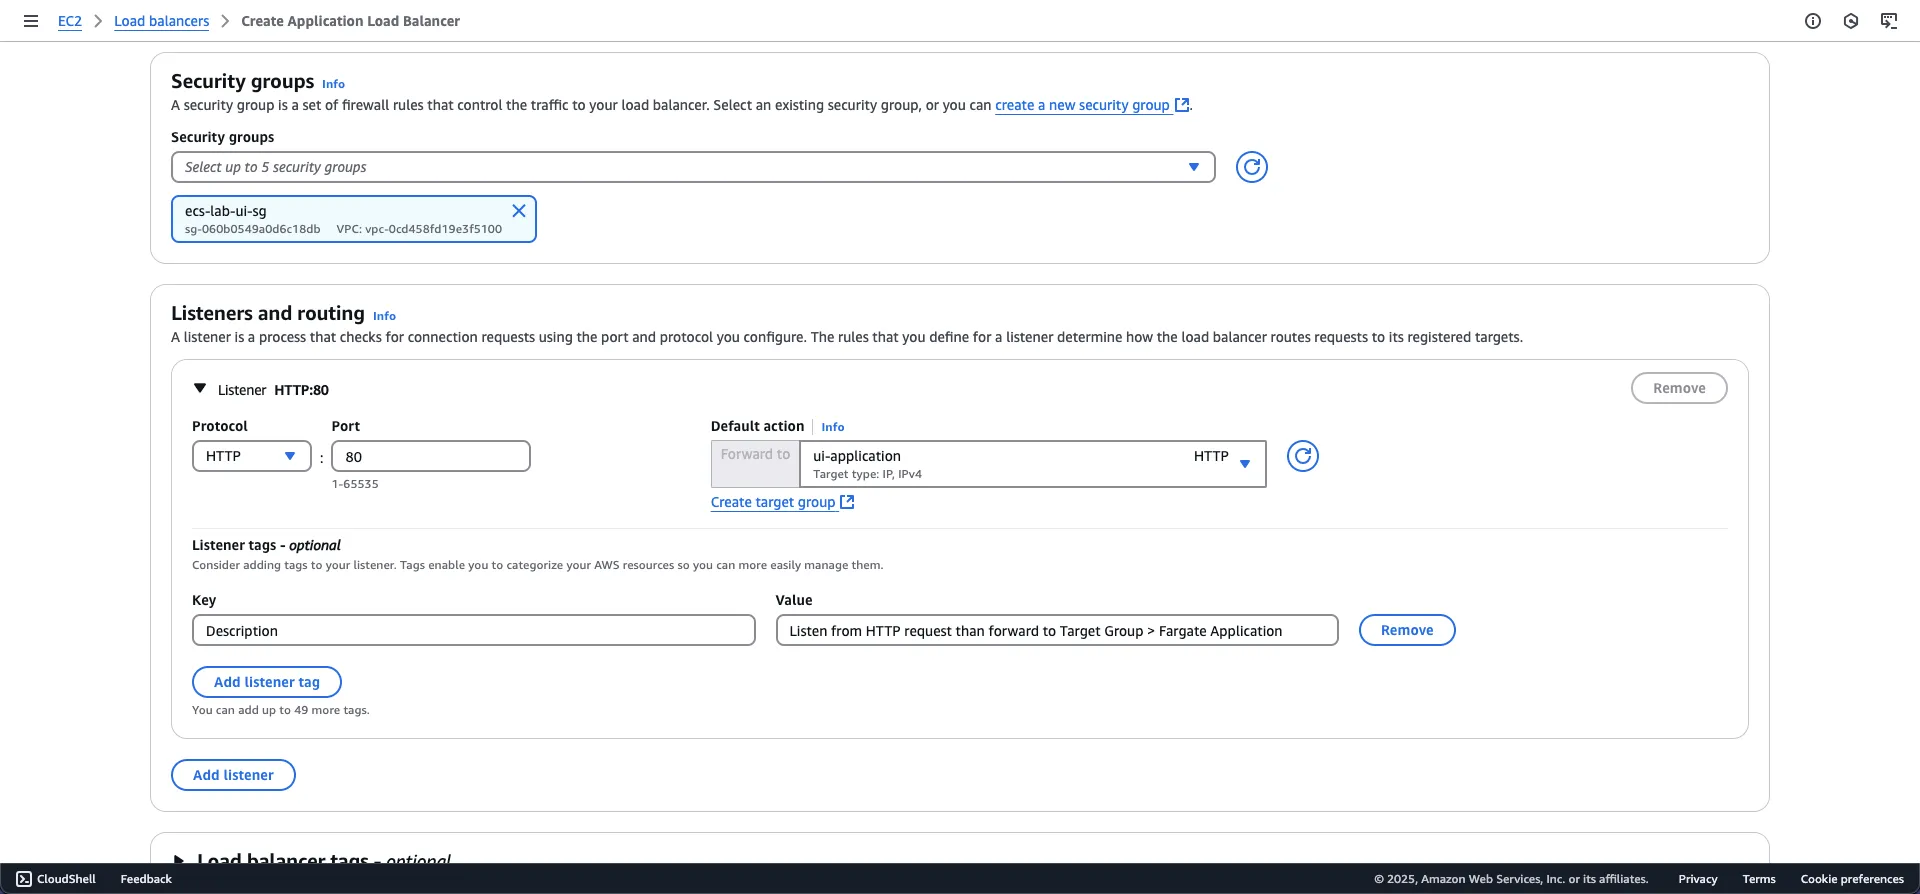 EC2 > Load balancers > Create Application Load Balancer
Security groups Info
A security group is a set of firewall rules that control the traffic to your load balancer. Select an existing security group, or you can create a new security group.
Security groups
Select up to 5 security groups
ecs-lab-ui-sg
sg-060b0549a0d6c18db VPC: vpc-0cd458fd19e3f5100
Listeners and routing Info
A listener is a process that checks for connection requests using the port and protocol you configure. The rules that you define for a listener determine how the load balancer routes requests to its registered targets.
Listener HTTP:80 Remove
Protocol Port Default action Info
HTTP : 80 Forward to ui-application HTTP
Target type: IP, IPv4
1-65535
Create target group
Listener tags - optional
Consider adding tags to your listener. Tags enable you to categorize your AWS resources so you can more easily manage them.
Key Value
Description Listen from HTTP request than forward to Target Group > Fargate Application Remove
Add listener tag
You can add up to 49 more tags.
Add listener
Load balancer tags - optional
CloudShell Feedback © 2025, Amazon Web Services, Inc. or its affiliates. Privacy Terms Cookie preferences